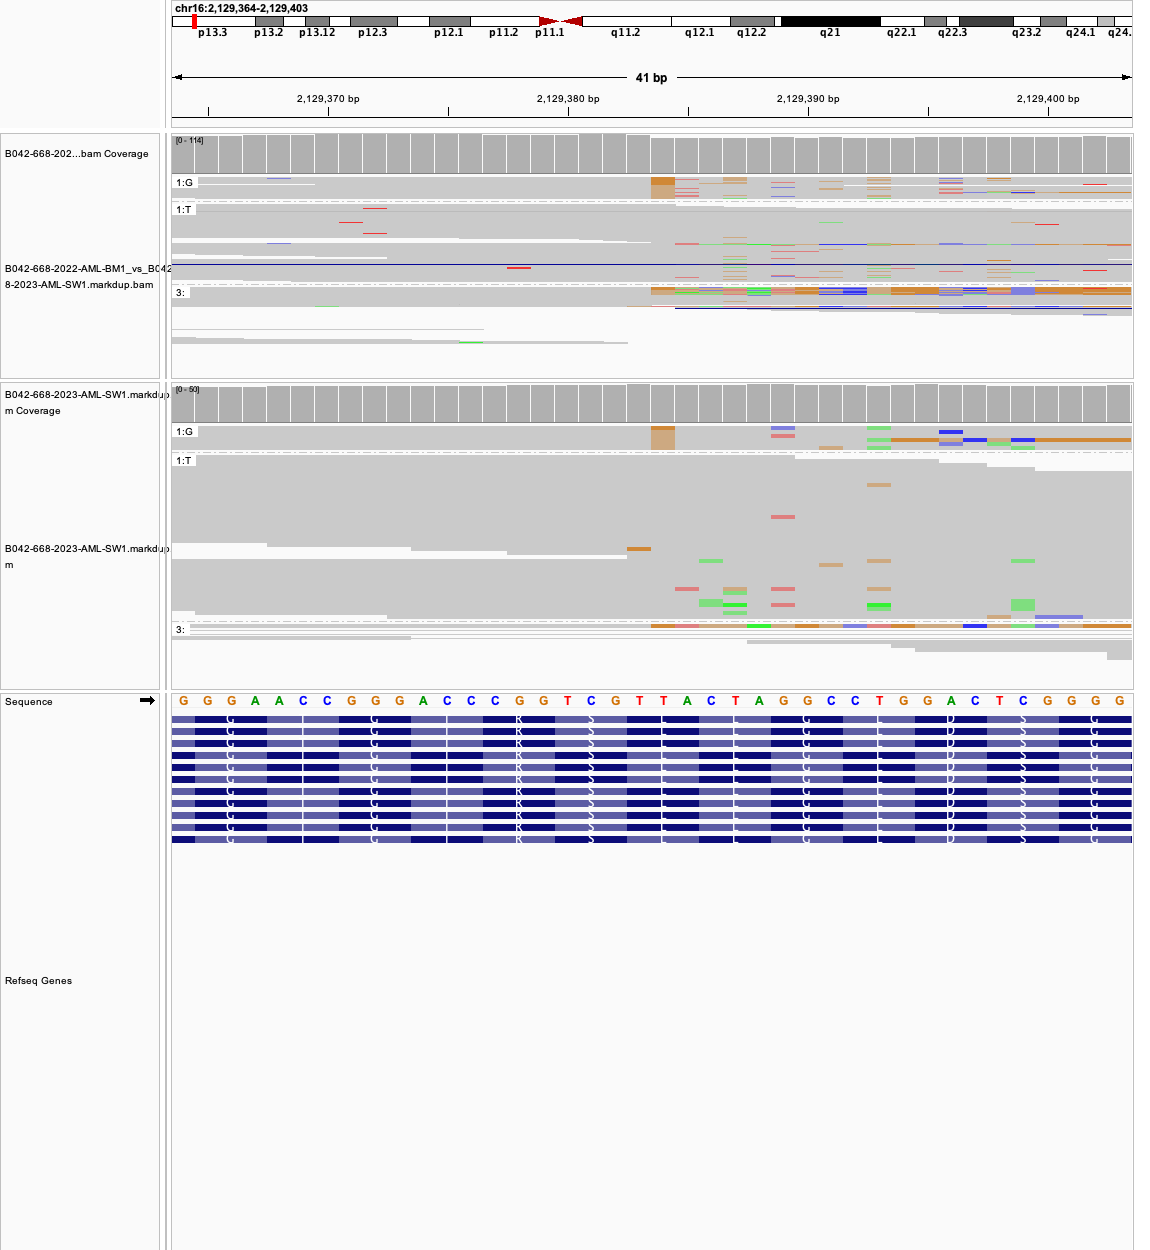 chr16:2,129,364-2,129,403
p13.3 p13.2 p13.12 p12.3 p12.1 p11.2 p11.1 q11.2 q12.1 q12.2 q21 q22.1 q22.3 q23.2 q24.1 q24.
41 bp
2,129,370 bp 2,129,380 bp 2,129,390 bp 2,129,400 bp
[0 - 114]
B042-668-202...bam Coverage
1:G
1:T
B042-668-2022-AML-BM1_vs_B042
8-2023-AML-SW1.markdup.bam
3:
[0 - 50]
B042-668-2023-AML-SW1.markdup
m Coverage
1:G
1:T
B042-668-2023-AML-SW1.markdup
m
3:
Sequence G G G A A C C G G G A C C C G G T C G T T A C T A G G C C T G G A C T C G G G G
Refseq Genes